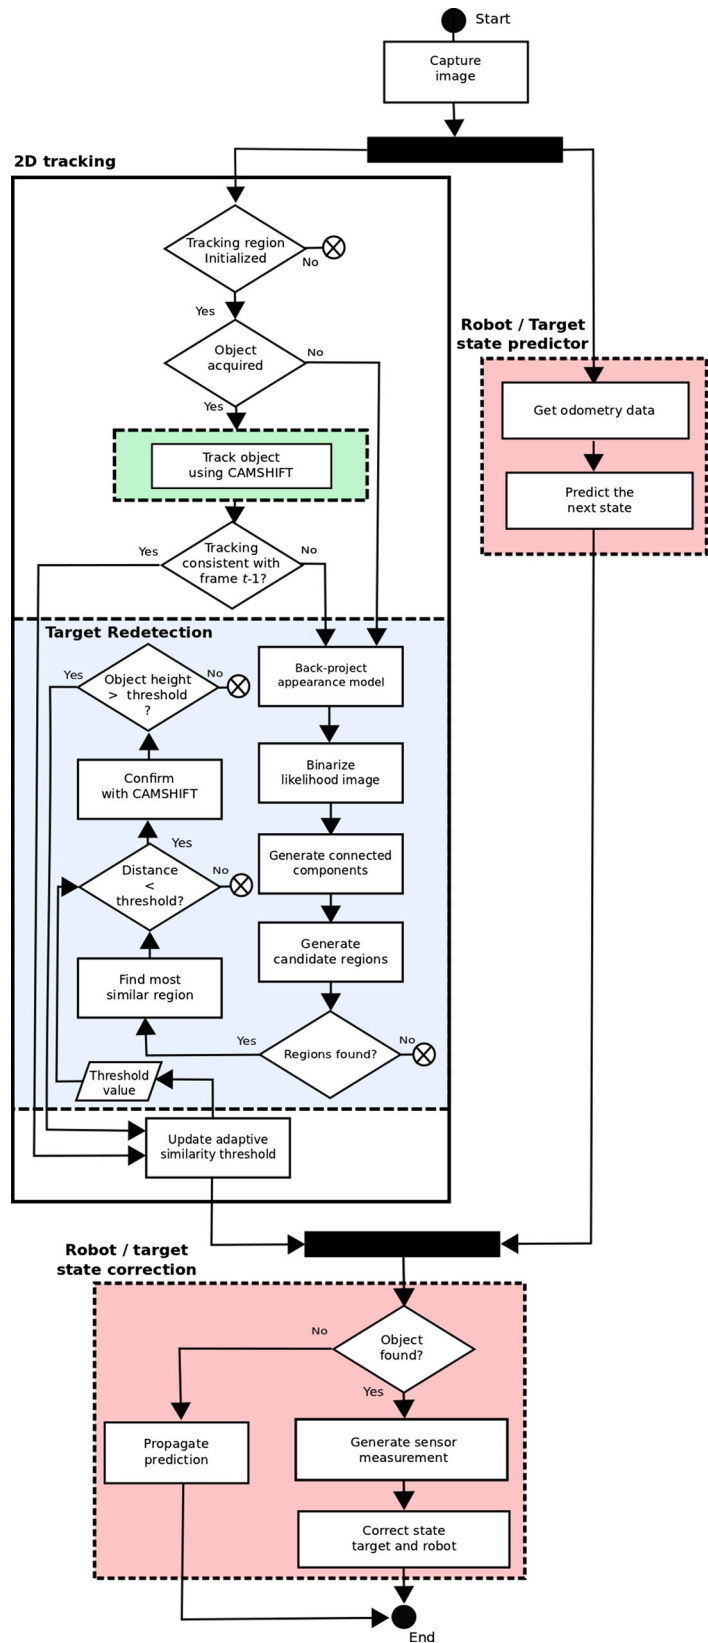 Start
Capture
image
2D tracking
Tracking region
Initialized
No
Yes
Robot / Target
state predictor
Object
acquired
No
Yes
Get odometry data
Track object
using CAMSHIFT
Predict the
next state
Yes
Tracking
consistent with
frame t-1?
No
Target Redetection
Yes
Object height
> threshold
?
No
Back-project
appearance model
Confirm
with CAMSHIFT
Binarize
likelihood image
Yes
Distance
<
threshold?
No
Generate connected
components
Find most
similar region
Generate
candidate regions
Yes
Regions found?
No
Threshold
value
Update adaptive
similarity threshold
Robot / target
state correction
No
Object
found?
Yes
Propagate
prediction
Generate sensor
measurement
Correct state
target and robot
End